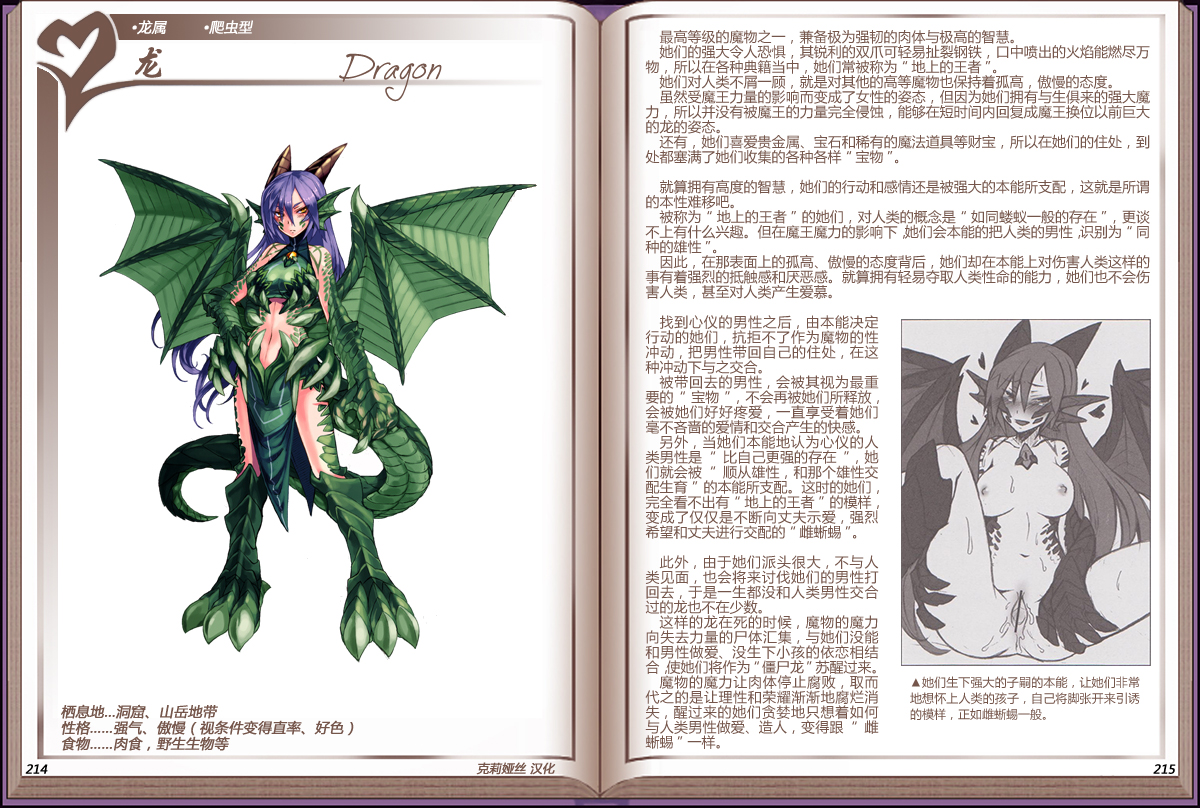 •龙属 •爬虫型
龙
Dragon
栖息地...洞窟、山岳地带
性格......强气、傲慢（视条件变得直率、好色）
食物......肉食，野生生物等
214
克莉娅丝 汉化
最高等级的魔物之一，兼备极为强韧的肉体与极高的智慧。
她们的强大令人恐惧，其锐利的双爪可轻易扯裂钢铁，口中喷出的火焰能燃尽万
物，所以在各种典籍当中，她们常被称为“地上的王者”。
她们对人类不屑一顾，就是对其他的高等魔物也保持着孤高，傲慢的态度。
虽然受魔王力量的影响而变成了女性的姿态，但因为她们拥有与生俱来的强大魔
力，所以并没有被魔王的力量完全侵蚀，能够在短时间内回复成魔王换位以前巨大
的龙的姿态。
还有，她们喜爱贵金属、宝石和稀有的魔法道具等财宝，所以在她们的住处，到
处都塞满了她们收集的各种各样“宝物”。
就算拥有高度的智慧，她们的行动和感情还是被强大的本能所支配，这就是所谓
的本性难移吧。
被称为“地上的王者”的她们，对人类的概念是“如同蝼蚁一般的存在”，更谈
不上有什么兴趣。但在魔王魔力的影响下,她们会本能的把人类的男性,识别为“同
种的雄性”。
因此，在那表面上的孤高、傲慢的态度背后，她们却在本能上对伤害人类这样的
事有着强烈的抵触感和厌恶感。就算拥有轻易夺取人类性命的能力，她们也不会伤
害人类，甚至对人类产生爱慕。
找到心仪的男性之后，由本能决定
行动的她们，抗拒不了作为魔物的性
冲动，把男性带回自己的住处，在这
种冲动下与之交合。
被带回去的男性，会被其视为最重
要的“宝物”，不会再被她们所释放，
会被她们好好疼爱，一直享受着她们
毫不吝啬的爱情和交合产生的快感。
另外，当她们本能地认为心仪的人
类男性是“比自己更强的存在”，她
们就会被“顺从雄性，和那个雄性交
配生育”的本能所支配。这时的她们，
完全看不出有“地上的王者”的模样，
变成了仅仅是不断向丈夫示爱，强烈
希望和丈夫进行交配的“雌蜥蜴”。
此外，由于她们派头很大，不与人
类见面，也会将来讨伐她们的男性打
回去，于是一生都没和人类男性交合
过的龙也不在少数。
这样的龙在死的时候，魔物的魔力
向失去力量的尸体汇集，与她们没能
和男性做爱、没生下小孩的依恋相结
合,使她们将作为“僵尸龙”苏醒过来。
魔物的魔力让肉体停止腐败，取而
代之的是让理性和荣耀渐渐地腐烂消
失，醒过来的她们贪婪地只想着如何
与人类男性做爱、造人，变得跟“雌
蜥蜴”一样。
▲她们生下强大的子嗣的本能，让她们非常
地想怀上人类的孩子，自己将脚张开来引诱
的模样，正如雌蜥蜴一般。
215